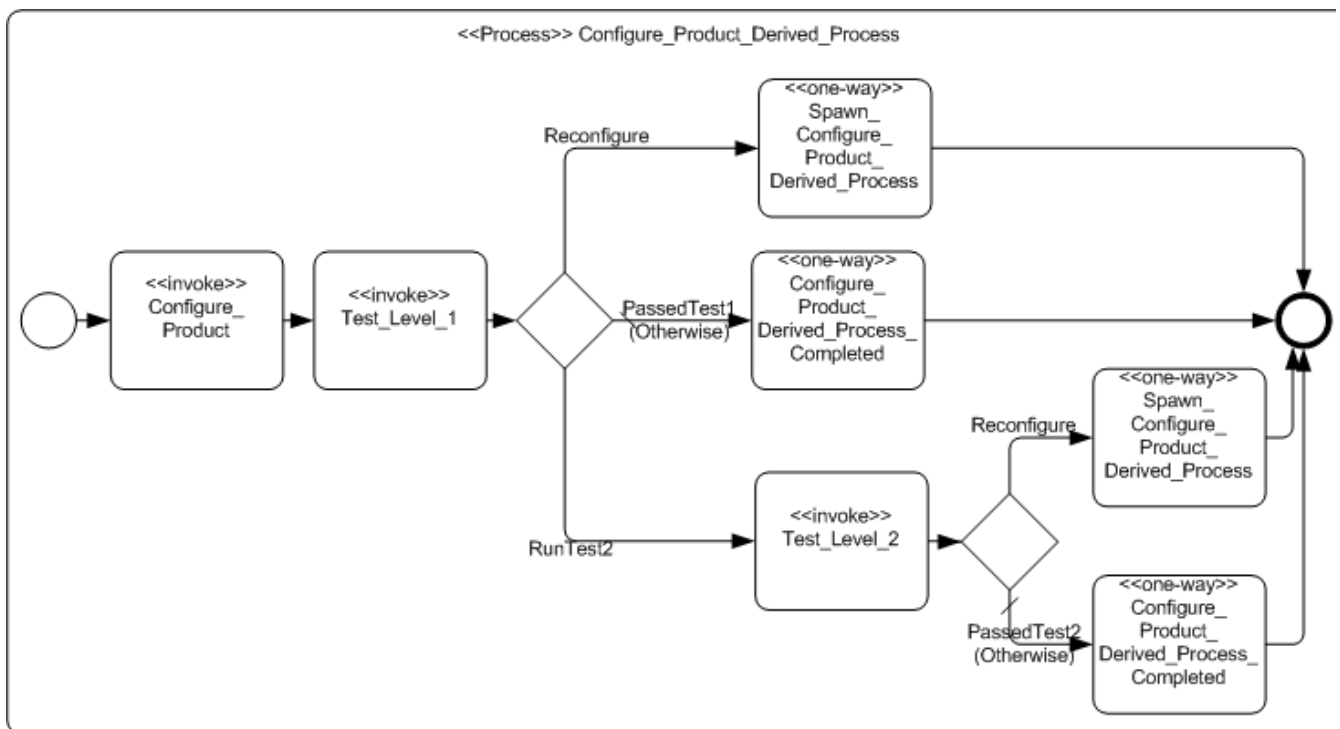 <<Process>> Configure_Product_Derived_Process
<<one-way>>
Spawn_
Configure_
Product_
Derived_Process
Reconfigure
<<invoke>>
Configure_
Product
<<invoke>>
Test_Level_1
PassedTest1
(Otherwise)
<<one-way>>
Configure_
Product_
Derived_Process_
Completed
RunTest2
<<invoke>>
Test_Level_2
Reconfigure
<<one-way>>
Spawn_
Configure_
Product_
Derived_Process
PassedTest2
(Otherwise)
<<one-way>>
Configure_
Product_
Derived_Process_
Completed